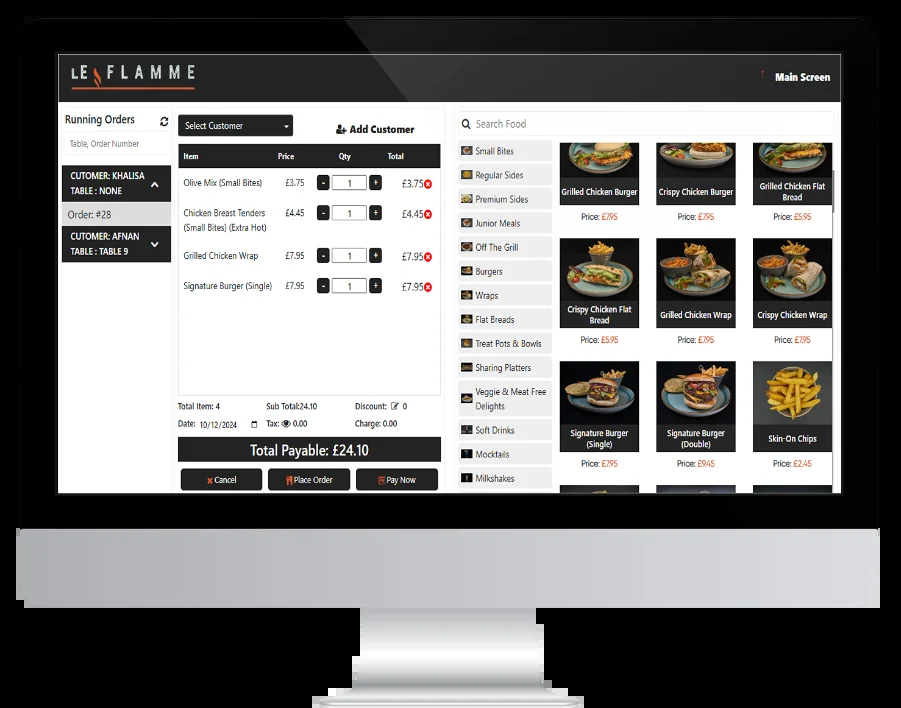 LE FLAMME
↑ Main Screen
Running Orders
Table, Order Number
CUTOMER: KHALISA
TABLE : NONE
Order: #28
CUTOMER: AFNAN
TABLE : TABLE 9
Select Customer
Add Customer
Item Price Qty Total
Olive Mix (Small Bites) £3.75 - 1 + £3.75
Chicken Breast Tenders £4.45 - 1 + £4.45
(Small Bites) (Extra Hot)
Grilled Chicken Wrap £7.95 - 1 + £7.95
Signature Burger (Single) £7.95 - 1 + £7.95
Total Item: 4 Sub Total:24.10 Discount: 0
Date: 10/12/2024 Tax: 0.00 Charge: 0.00
Total Payable: £24.10
Cancel
Place Order
Pay Now
Search Food
Small Bites
Regular Sides
Premium Sides
Junior Meals
Off The Grill
Burgers
Wraps
Flat Breads
Treat Pots & Bowls
Sharing Platters
Veggie & Meat Free
Delights
Soft Drinks
Mocktails
Milkshakes
Grilled Chicken Burger
Price: £7.95
Crispy Chicken Burger
Price: £7.95
Grilled Chicken Flat
Bread
Price: £5.95
Crispy Chicken Flat
Bread
Price: £5.95
Grilled Chicken Wrap
Price: £7.95
Crispy Chicken Wrap
Price: £7.95
Signature Burger
(Single)
Price: £7.95
Signature Burger
(Double)
Price: £9.45
Skin-On Chips
Price: £2.45